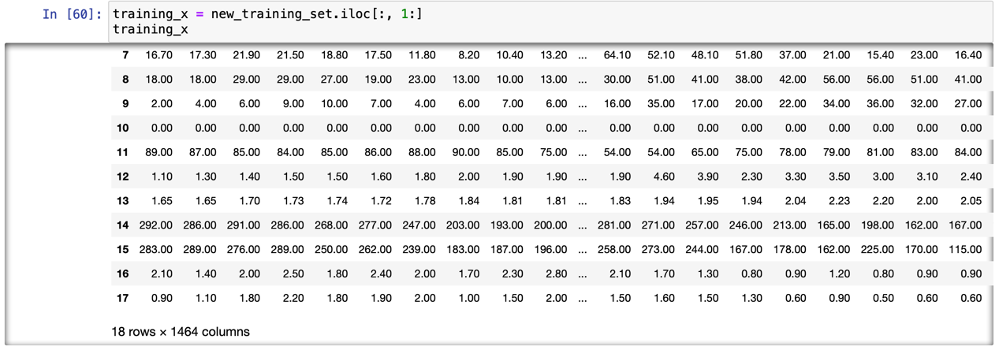 In [60]: training_x = new_training_set.iloc[:, 1:]
training_x
7 16.70 17.30 21.90 21.50 18.80 17.50 11.80 8.20 10.40 13.20 ... 64.10 52.10 48.10 51.80 37.00 21.00 15.40 23.00 16.40
8 18.00 18.00 29.00 29.00 27.00 19.00 23.00 13.00 10.00 13.00 ... 30.00 51.00 41.00 38.00 42.00 56.00 56.00 51.00 41.00
9 2.00 4.00 6.00 9.00 10.00 7.00 4.00 6.00 7.00 6.00 ... 16.00 35.00 17.00 20.00 22.00 34.00 36.00 32.00 27.00
10 0.00 0.00 0.00 0.00 0.00 0.00 0.00 0.00 0.00 0.00 ... 0.00 0.00 0.00 0.00 0.00 0.00 0.00 0.00 0.00
11 89.00 87.00 85.00 84.00 85.00 86.00 88.00 90.00 85.00 75.00 ... 54.00 54.00 65.00 75.00 78.00 79.00 81.00 83.00 84.00
12 1.10 1.30 1.40 1.50 1.50 1.60 1.80 2.00 1.90 1.90 ... 1.90 4.60 3.90 2.30 3.30 3.50 3.00 3.10 2.40
13 1.65 1.65 1.70 1.73 1.74 1.72 1.78 1.84 1.81 1.81 ... 1.83 1.94 1.95 1.94 2.04 2.23 2.20 2.00 2.05
14 292.00 286.00 291.00 286.00 268.00 277.00 247.00 203.00 193.00 200.00 ... 281.00 271.00 257.00 246.00 213.00 165.00 198.00 162.00 167.00
15 283.00 289.00 276.00 289.00 250.00 262.00 239.00 183.00 187.00 196.00 ... 258.00 273.00 244.00 167.00 178.00 162.00 225.00 170.00 115.00
16 2.10 1.40 2.00 2.50 1.80 2.40 2.00 1.70 2.30 2.80 ... 2.10 1.70 1.30 0.80 0.90 1.20 0.80 0.90 0.90
17 0.90 1.10 1.80 2.20 1.80 1.90 2.00 1.00 1.50 2.00 ... 1.50 1.60 1.50 1.30 0.60 0.90 0.50 0.60 0.60
18 rows × 1464 columns